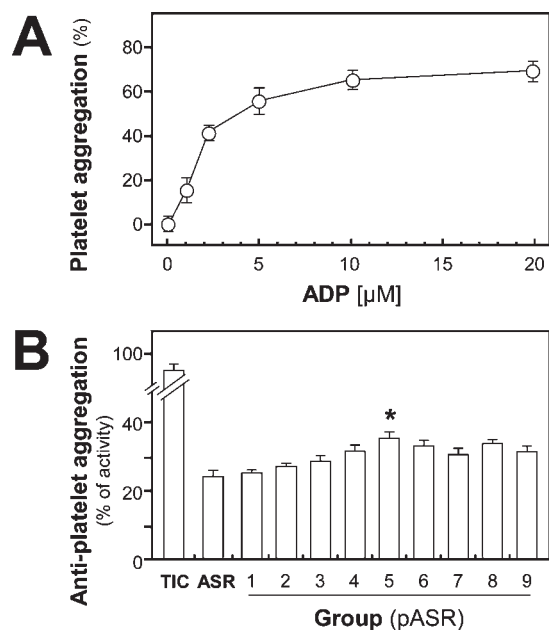 A
Platelet aggregation (%)
80
60
40
20
0
0 5 10 15 20
ADP [µM]
B
Anti-platelet aggregation
(% of activity)
100
40
20
0
*
TIC ASR 1 2 3 4 5 6 7 8 9
Group (pASR)